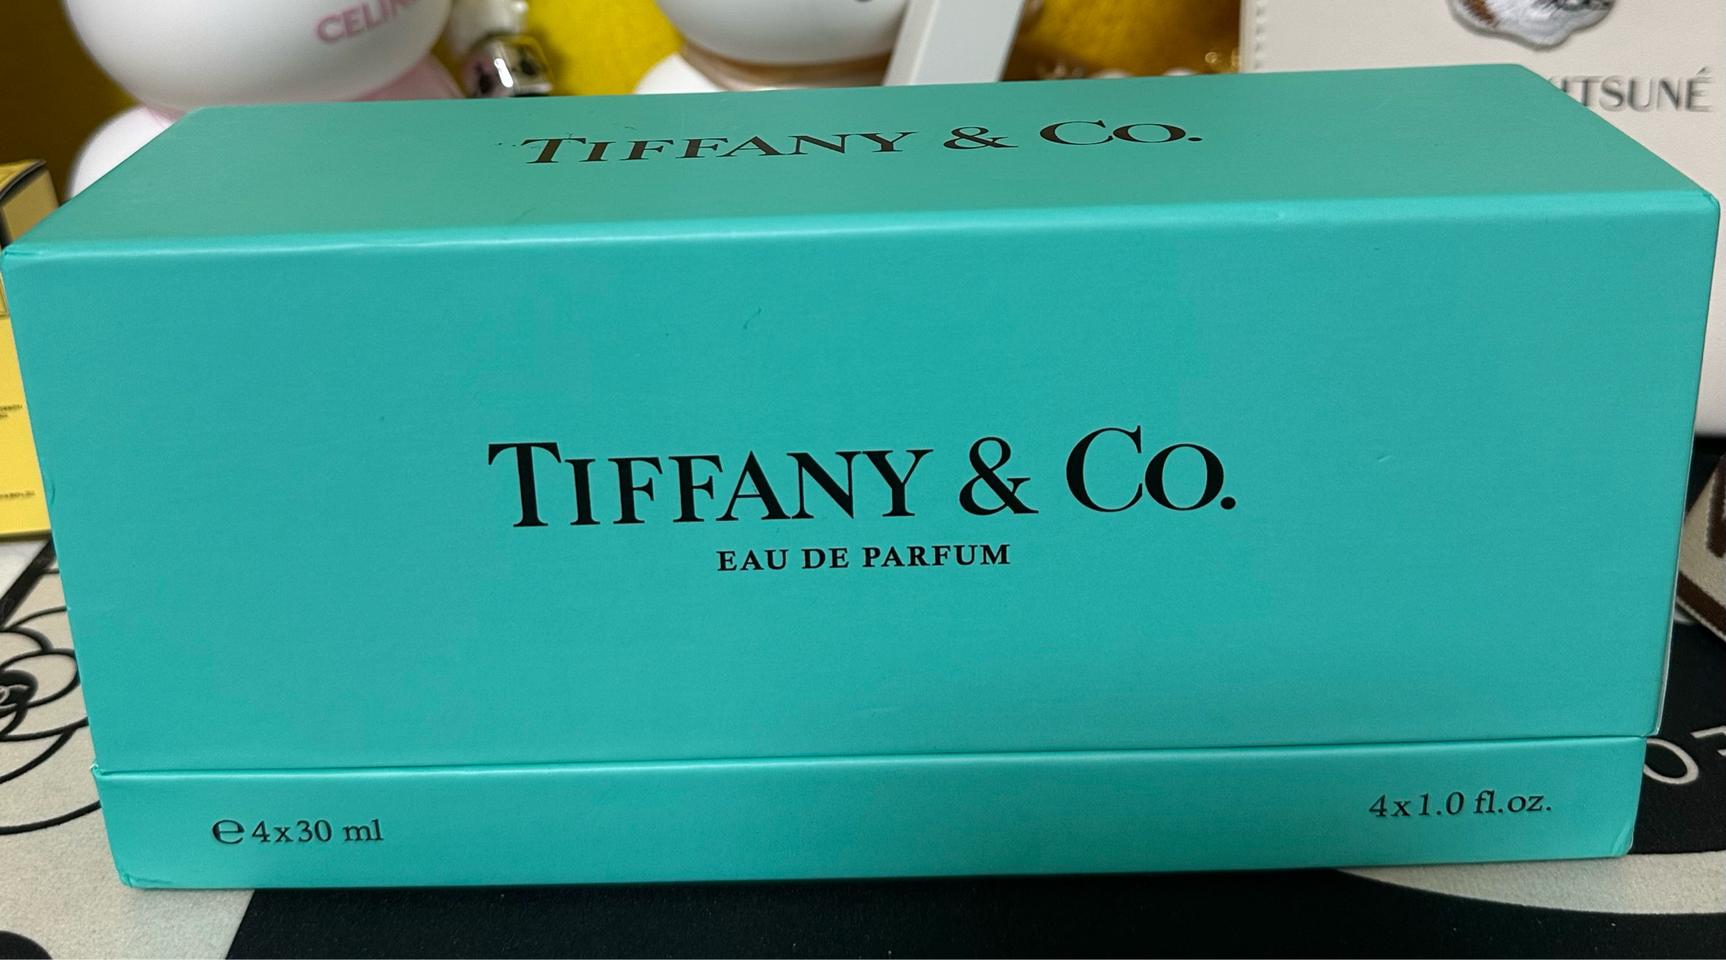 TIFFANY & CO.
TIFFANY & CO.
EAU DE PARFUM
℮ 4x30 ml
4x1.0 fl.oz.